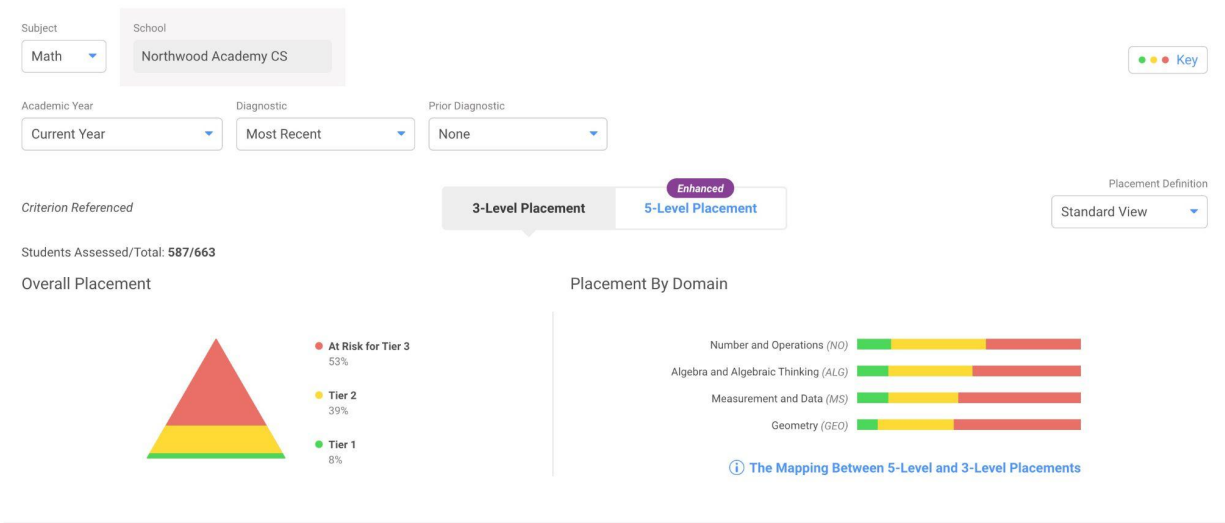 Subject
School
Math
Northwood Academy CS
Key
Academic Year
Diagnostic
Prior Diagnostic
Current Year
Most Recent
None
Enhanced
Placement Definition
Criterion Referenced
3-Level Placement
5-Level Placement
Standard View
Students Assessed/Total: 587/663
Overall Placement
Placement By Domain
At Risk for Tier 3
53%
Tier 2
39%
Tier 1
8%
Number and Operations (NO)
Algebra and Algebraic Thinking (ALG)
Measurement and Data (MS)
Geometry (GEO)
The Mapping Between 5-Level and 3-Level Placements